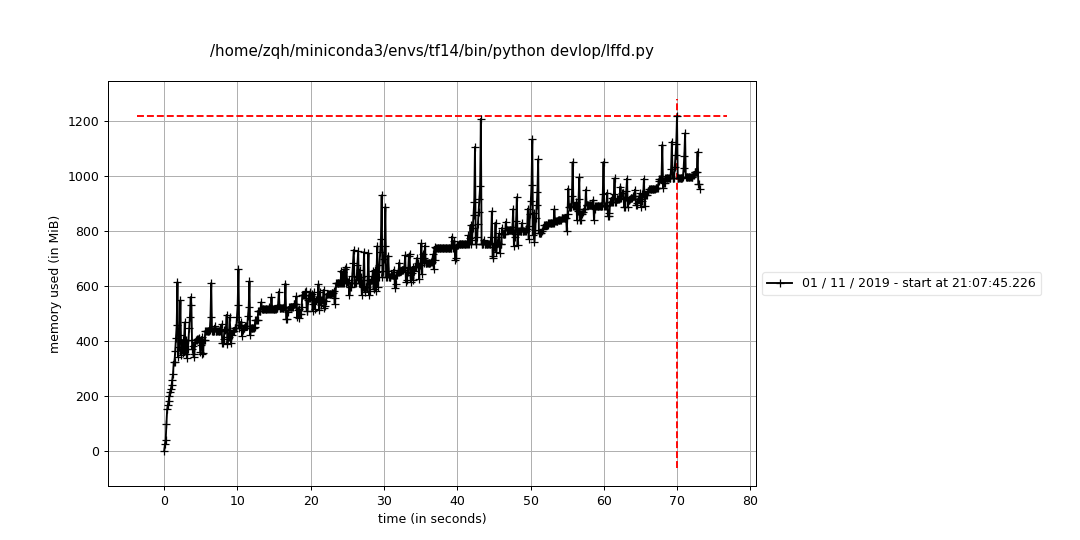 /home/zqh/miniconda3/envs/tf14/bin/python devlop/lffd.py
memory used (in MiB)
1200
1000
800
600
400
200
0
0 10 20 30 40 50 60 70 80
time (in seconds)
01 / 11 / 2019 - start at 21:07:45.226